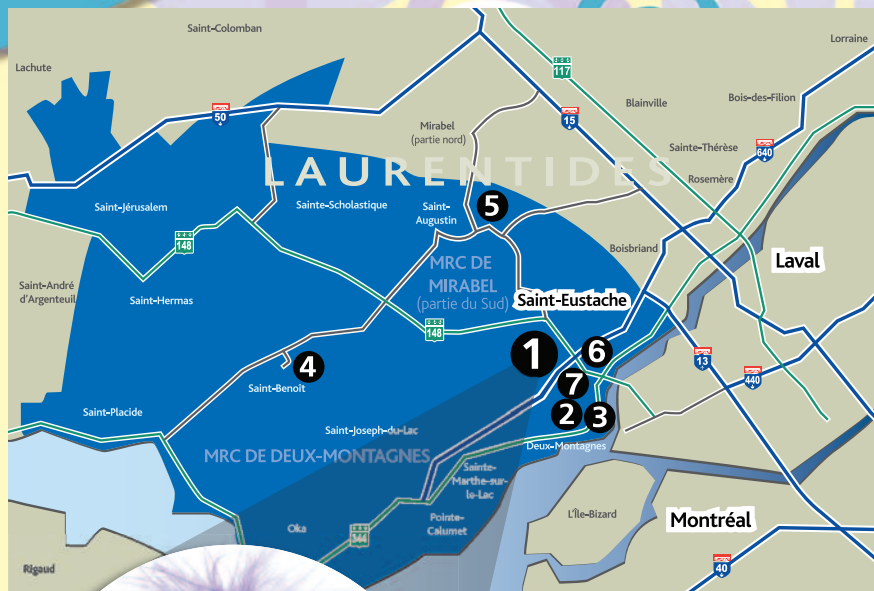 Saint-Colomban
Lorraine
Lachute
117
Blainville
Bois-des-Filion
50
15
Mirabel
(partie nord)
Sainte-Thérèse
640
LAURENTIDES
Rosemère
Saint-Jérusalem
Sainte-Scholastique
Saint-
Augustin
5
148
Boisbriand
Laval
MRC DE
MIRABEL
(partie du Sud)
Saint-André
d'Argenteuil
Saint-Hermas
Saint-Eustache
148
1
6
13
4
440
Saint-Benoît
7
Saint-Placide
2
3
Saint-Joseph-du-Lac
Deux-Montagnes
MRC DE DEUX-MONTAGNES
Sainte-
Marthe-sur-
le-Lac
L'Île-Bizard
Montréal
Pointe-
Calumet
Oka
344
Rigaud
40